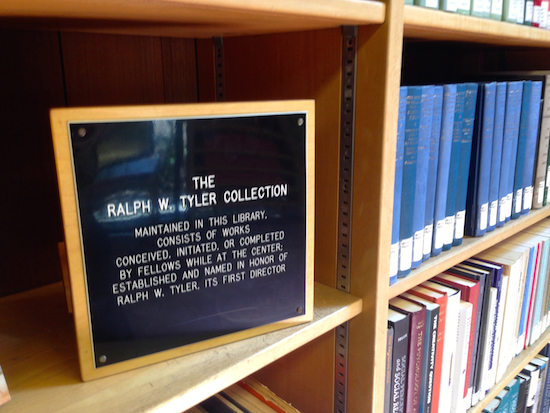 THE
RALPH W. TYLER COLLECTION
MAINTAINED IN THIS LIBRARY,
CONSISTS OF WORKS
CONCEIVED, INITIATED, OR COMPLETED
BY FELLOWS WHILE AT THE CENTER;
ESTABLISHED AND NAMED IN HONOR OF
RALPH W. TYLER, ITS FIRST DIRECTOR